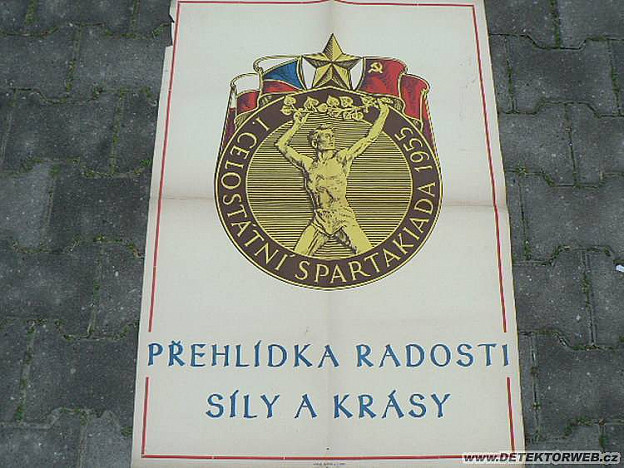 I. CELOSTÁTNÍ SPARTAKIADA 1955
PŘEHLÍDKA RADOSTI
SÍLY A KRÁSY
WWW.DETEKTORWEB.CZ